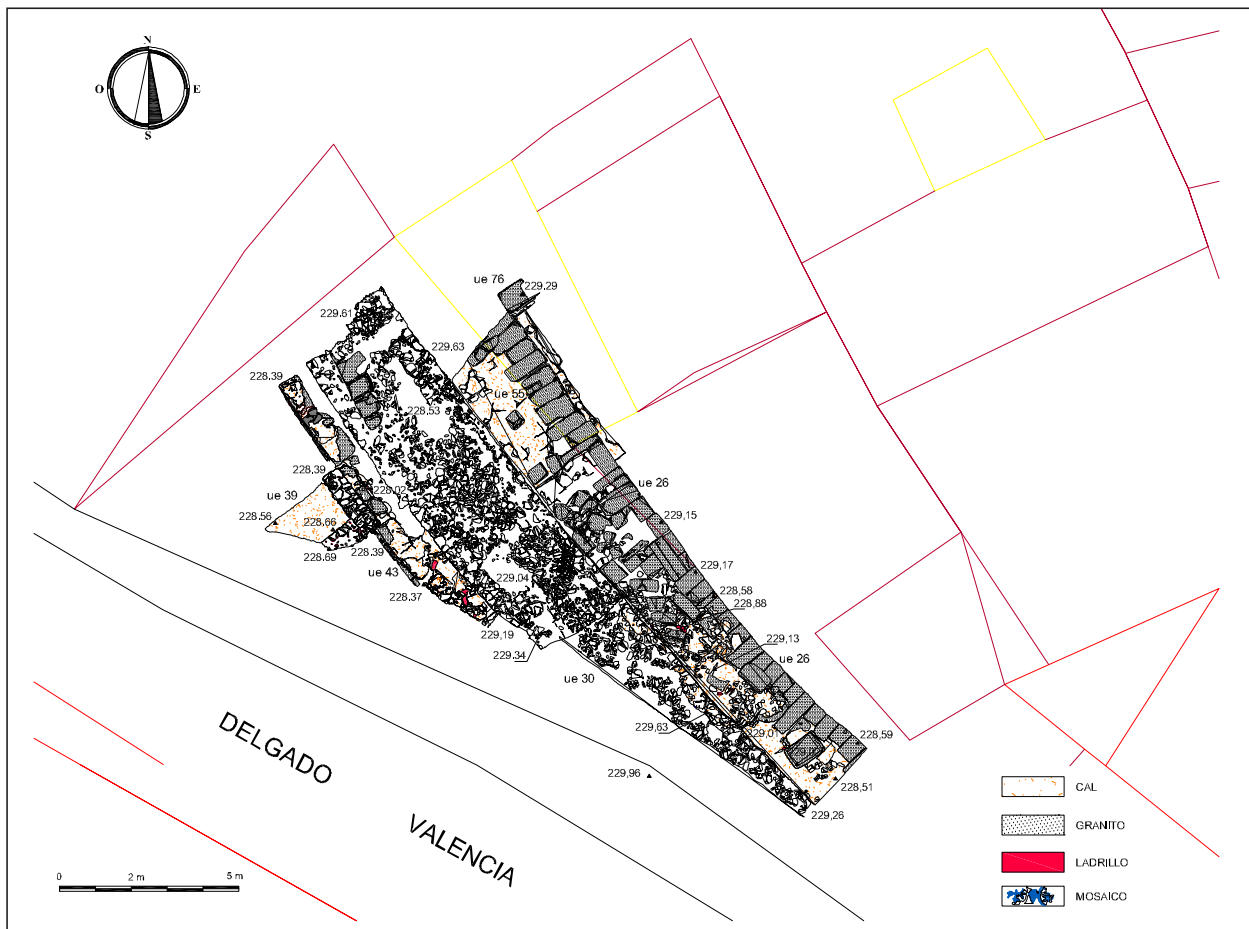 N
O E
S
ue 76
229.29
229.61
229,63
228.39
ue 55
228.53
228.39
ue 26
228.02
ue 39
228.56
228.66
229,15
228.69
228.39
229,17
ue 43
229.04
228,58
228.37
228,88
229,19
229,13
229.34
ue 26
ue 30
229,63
229,01
228,59
DELGADO
229,96
228,51
229,26
VALENCIA
CAL
GRANITO
LADRILLO
MOSAICO
0 2 m 5 m